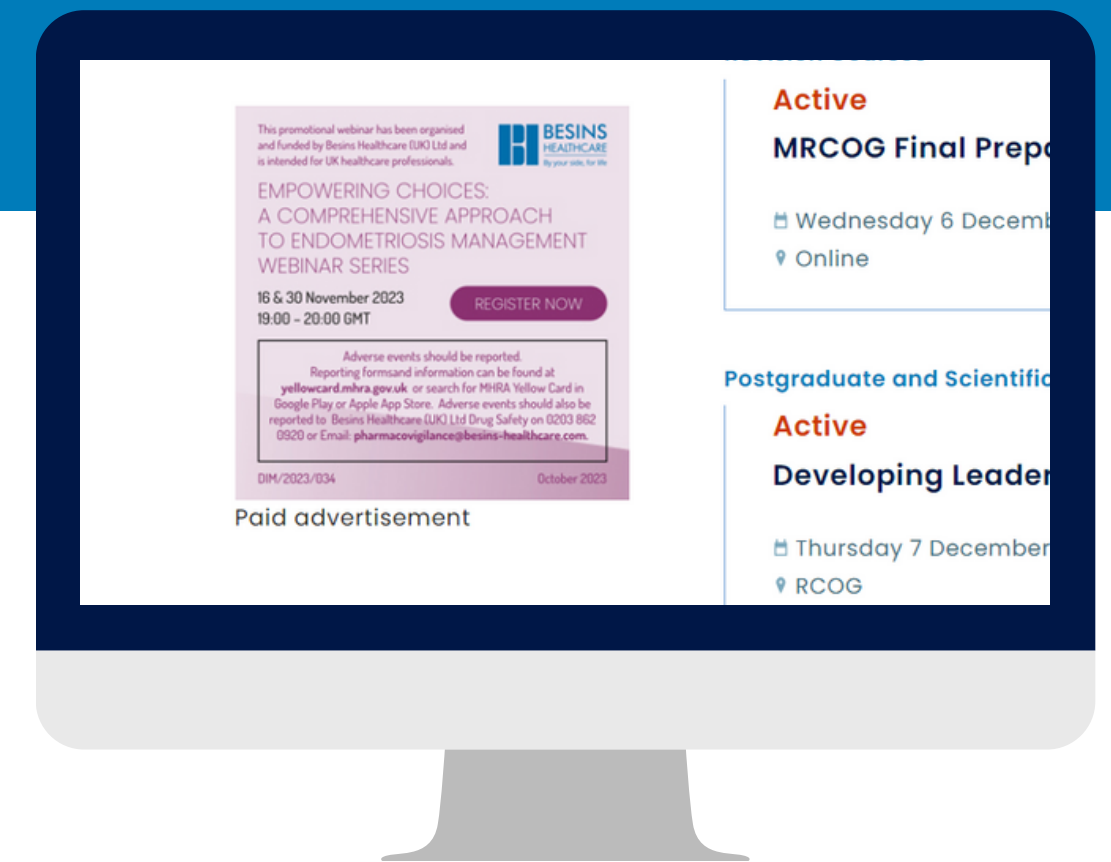 This promotional webinar has been organised
and funded by Besins Healthcare (UK) Ltd and
is intended for UK healthcare professionals.
BESINS
HEALTHCARE
By your side, for life
EMPOWERING CHOICES:
A COMPREHENSIVE APPROACH
TO ENDOMETRIOSIS MANAGEMENT
WEBINAR SERIES
16 & 30 November 2023
19:00 – 20:00 GMT
REGISTER NOW
Adverse events should be reported.
Reporting formsand information can be found at
yellowcard.mhra.gov.uk or search for MHRA Yellow Card in
Google Play or Apple App Store. Adverse events should also be
reported to Besins Healthcare (UK) Ltd Drug Safety on 0203 862
0920 or Email: pharmacovigilance@besins-healthcare.com.
DIM/2023/034
October 2023
Paid advertisement
Active
MRCOG Final Prep
Wednesday 6 Decemb
Online
Postgraduate and Scientific
Active
Developing Leader
Thursday 7 December
RCOG